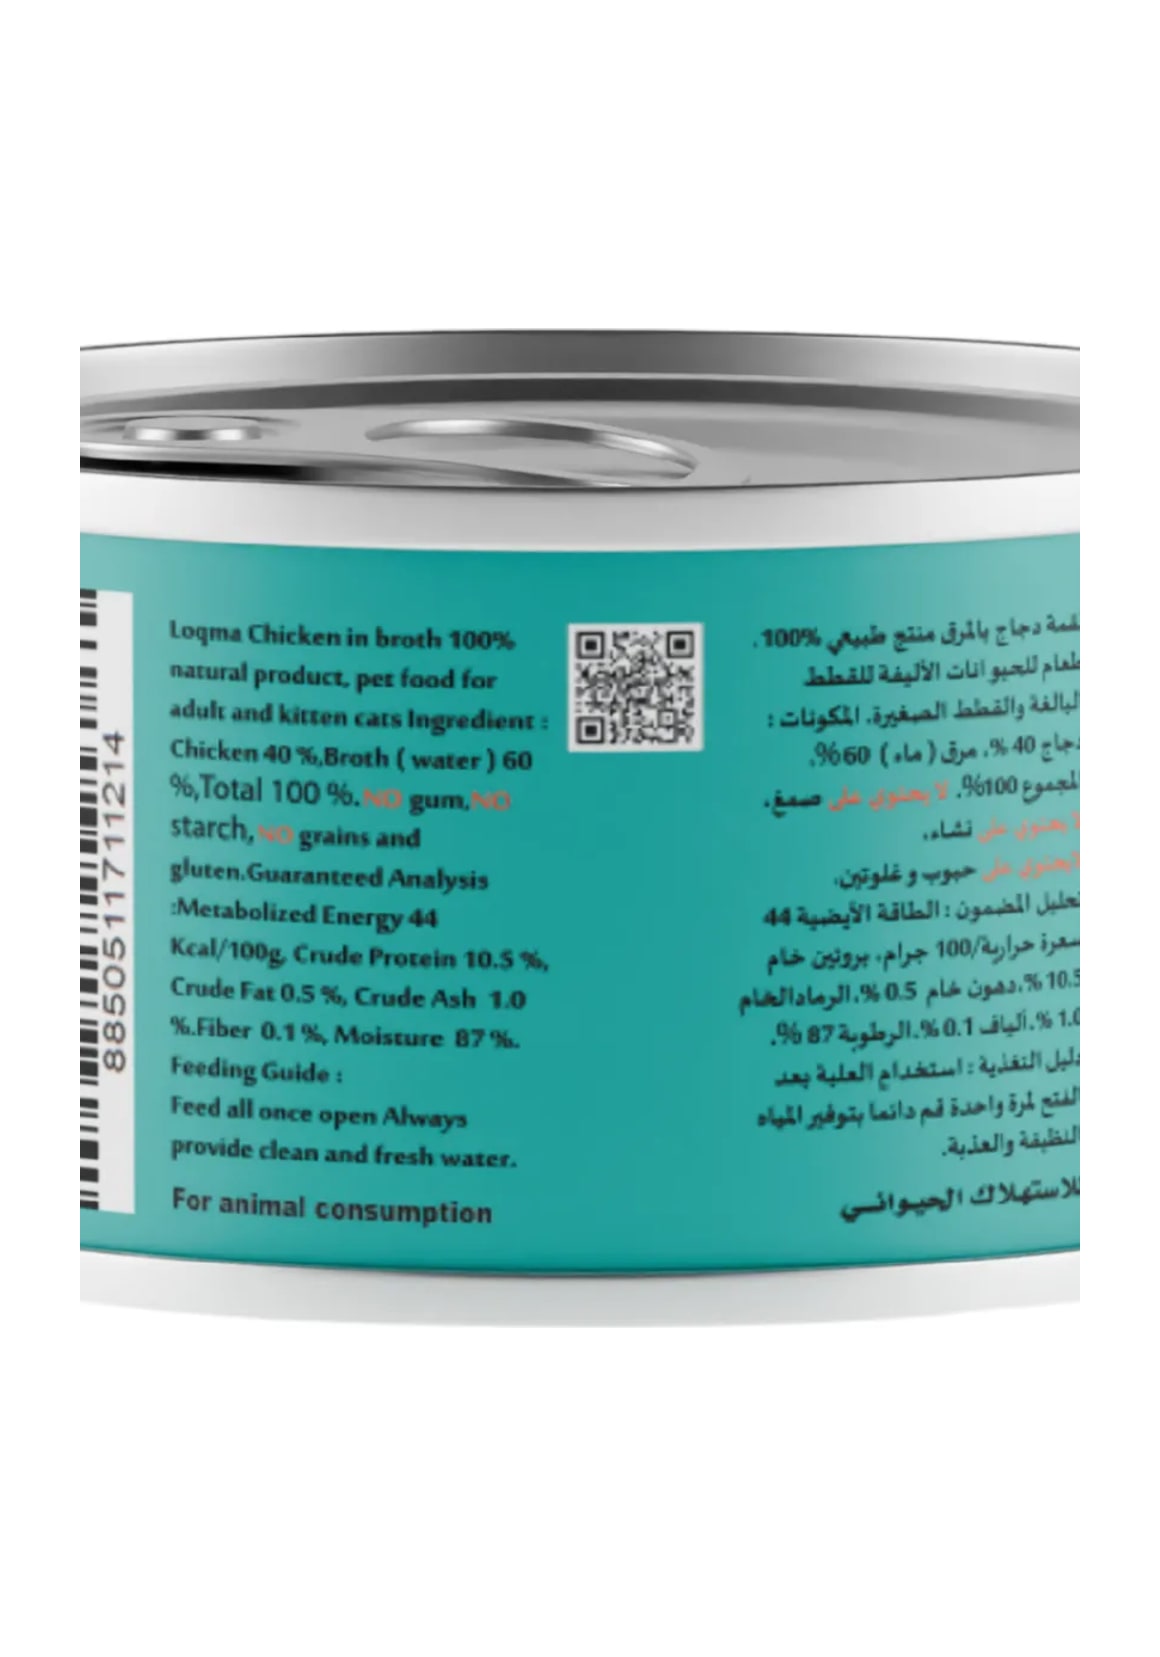 8850511711214
Loqma Chicken in broth 100%
natural product, pet food for
adult and kitten cats Ingredient :
Chicken 40 %,Broth ( water ) 60
%,Total 100 %.NO gum,NO
starch,NO grains and
gluten.Guaranteed Analysis
:Metabolized Energy 44
Kcal/100g, Crude Protein 10.5 %,
Crude Fat 0.5 %, Crude Ash 1.0
%.Fiber 0.1 %, Moisture 87 %.
Feeding Guide :
Feed all once open Always
provide clean and fresh water.
For animal consumption
دجاج بالمرق منتج طبيعي 100% .
طعام للحيو انات الأليفة للقطط
البالغة والقطط الصغيرة. المكونات :
دجاج 40 %. مرق ( ماء ) 60%.
المجموع 100%. لا يحتوي على صمغ.
لا يحتوي على نشاء.
لايحتوي على حبوب و غلوتين.
تحليل المضمون : الطاقة الأيضية 44
سعرة حرارية/100 جرام. بروتين خام
10.5 %.دهون خام 0.5 %.الرمادالخام
1.0 %.ألياف 0.1 %.الرطوبة 87 %.
دليل التغذية : استخدام العلبة بعد
الفتح لمرة واحدة قم دائما بتوفير المياه
النظيفة والعذبة.
للاستهلاك الحيواني